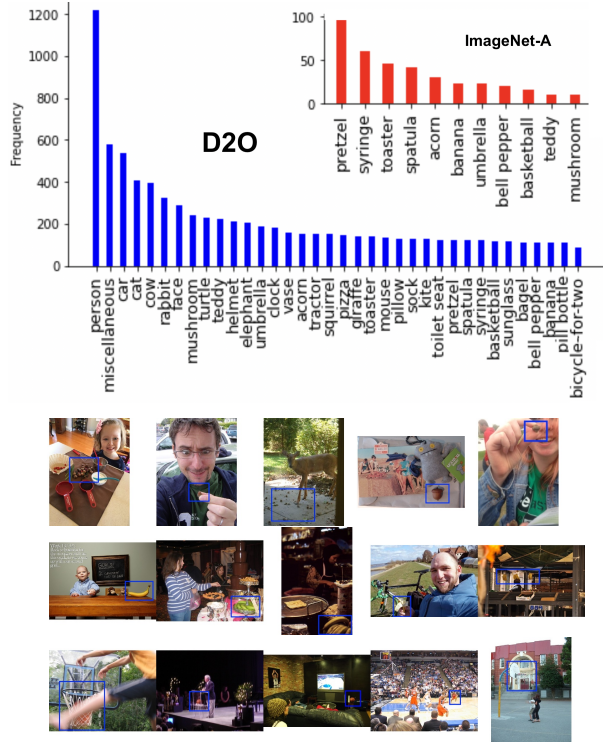 1200
1000
800
600
400
200
0
Frequency
D2O
person
miscellaneous
car
cat
cow
rabbit
face
mushroom
turtle
teddy
helmet
elephant
umbrella
clock
vase
acorn
tractor
squirrel
pizza
giraffe
toaster
mouse
pillow
sock
kite
toilet seat
pretzel
spatula
syringe
basketball
sunglass
bagel
bell pepper
banana
pill bottle
bicycle-for-two
100
50
0
ImageNet-A
pretzel
syringe
toaster
spatula
acorn
banana
umbrella
bell pepper
basketball
teddy
mushroom